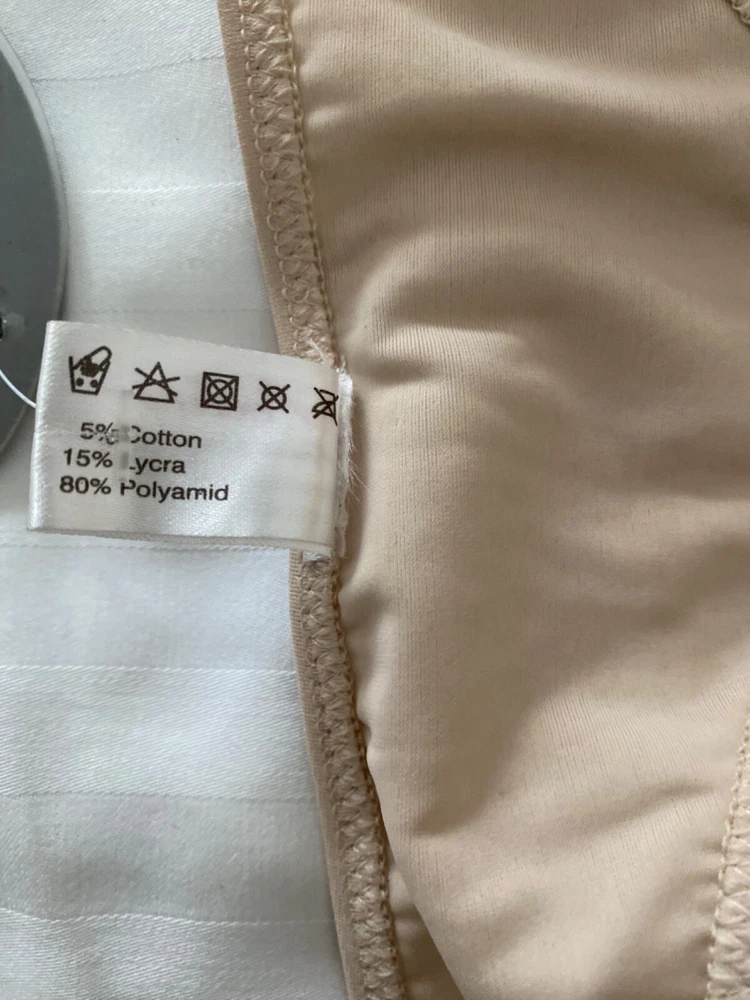 5% Cotton
15% Lycra
80% Polyamid